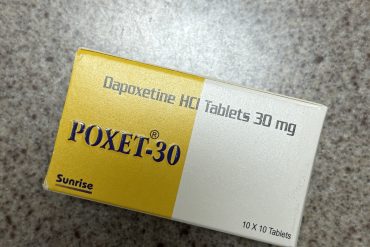 Dapoxetine HCl Tablets 30 mg
POXET®-30
Sunrise
10 X 10 Tablets